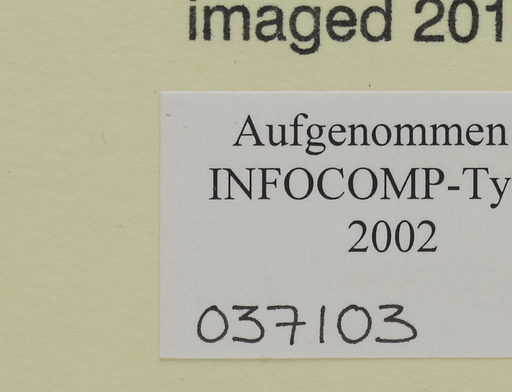 imaged 201
Aufgenommen
INFOCOMP-Ty
2002
037103